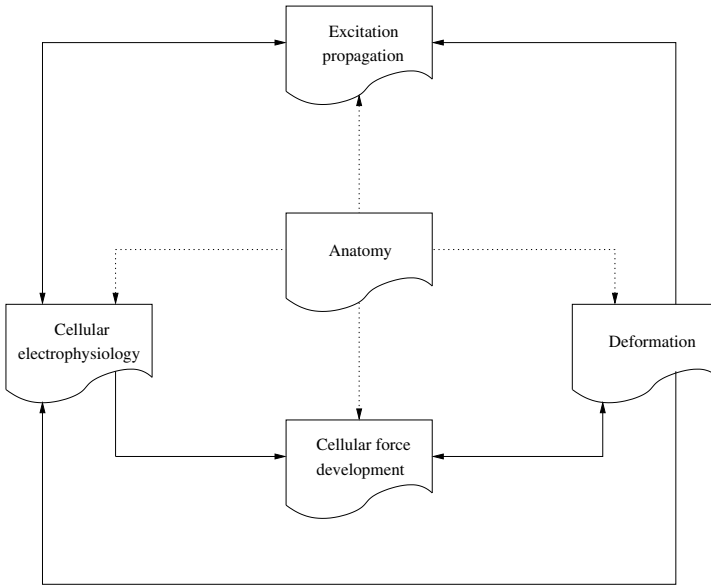 Excitation
propagation
Anatomy
Cellular
electrophysiology
Deformation
Cellular force
development